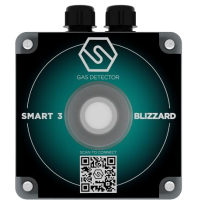 GAS DETECTOR
SMART 3 BLIZZARD
SCAN TO CONNECT